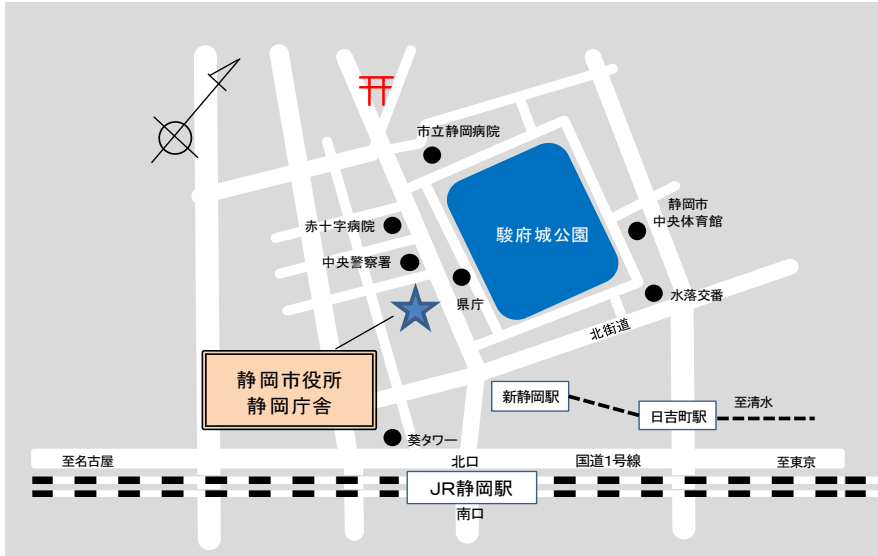 市立静岡病院
静岡市
中央体育館
赤十字病院
駿府城公園
中央警察署
水落交番
県庁
北街道
静岡市役所
静岡庁舎
新静岡駅
日吉町駅
至清水
葵タワー
至名古屋
北口
国道1号線
至東京
JR静岡駅
南口